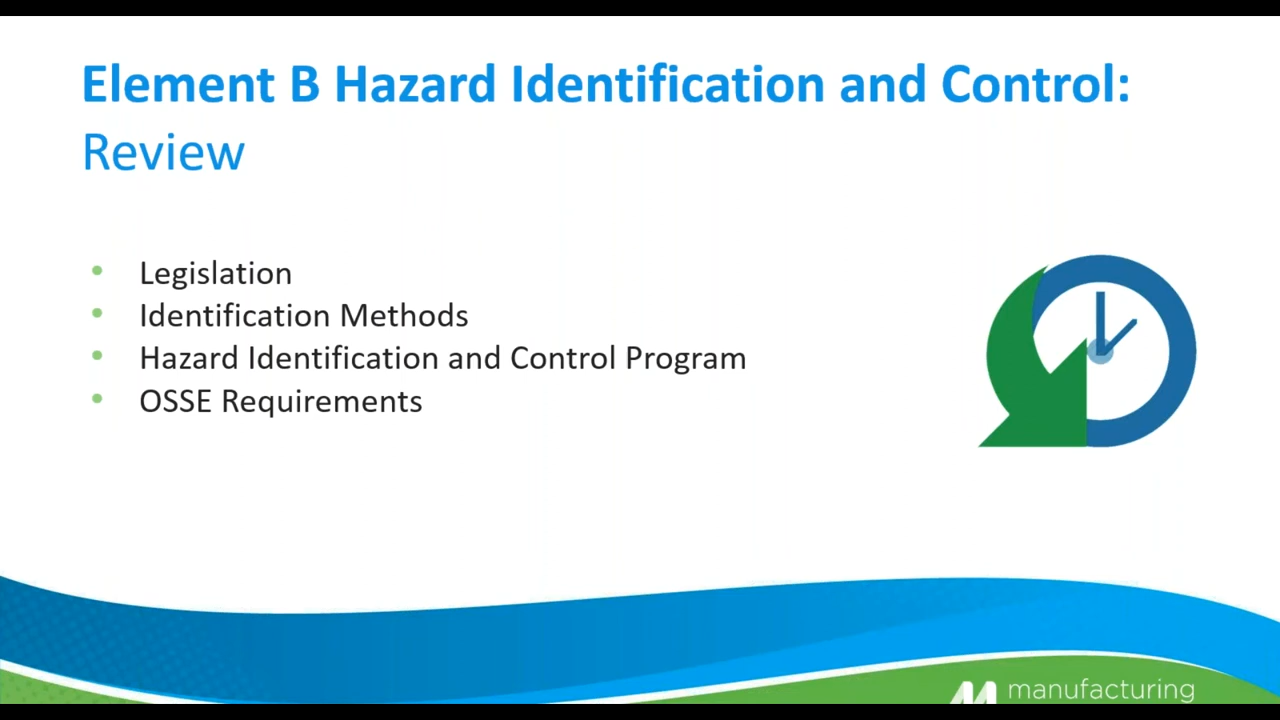 Element B Hazard Identification and Control:
Review
• Legislation
• Identification Methods
• Hazard Identification and Control Program
• OSSE Requirements
manufacturing